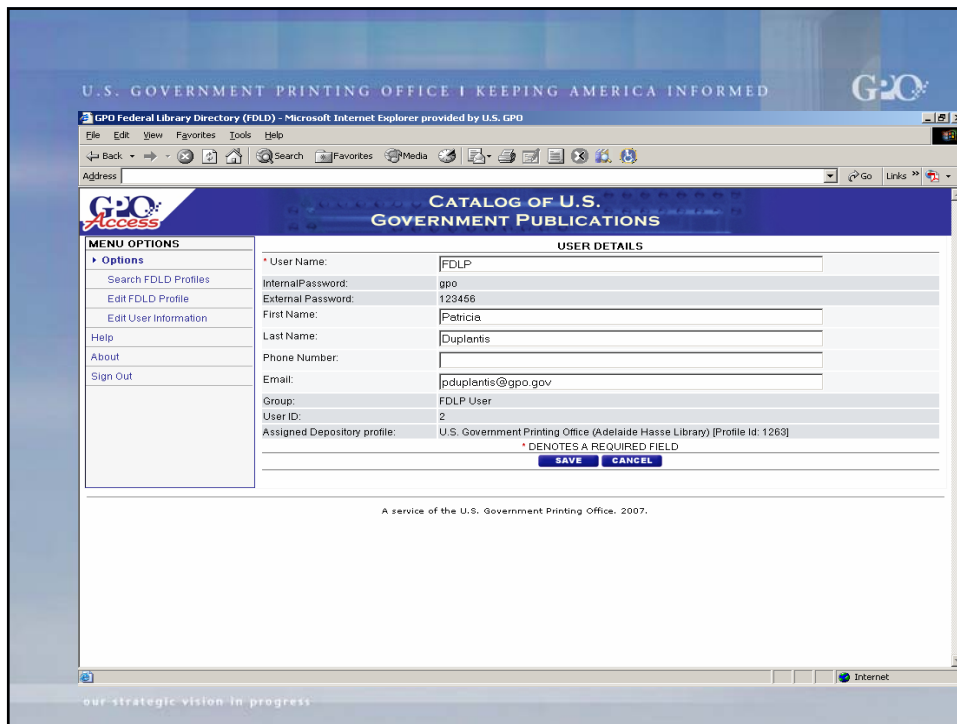 U.S. GOVERNMENT PRINTING OFFICE | KEEPING AMERICA INFORMED
GPO
GPO Federal Library Directory (FDLD) - Microsoft Internet Explorer provided by U.S. GPO
File Edit View Favorites Tools Help
Back Search Favorites Media
Address Go Links »
GPO Access
CATALOG OF U.S.
GOVERNMENT PUBLICATIONS
MENU OPTIONS
Options
Search FDLD Profiles
Edit FDLD Profile
Edit User Information
Help
About
Sign Out
USER DETAILS
* User Name: FDLP
InternalPassword: gpo
External Password: 123456
First Name: Patricia
Last Name: Duplantis
Phone Number:
Email: pduplantis@gpo.gov
Group: FDLP User
User ID: 2
Assigned Depository profile: U.S. Government Printing Office (Adelaide Hasse Library) [Profile Id: 1263]
* DENOTES A REQUIRED FIELD
SAVE CANCEL
A service of the U.S. Government Printing Office. 2007.
Internet
our strategic vision in progress